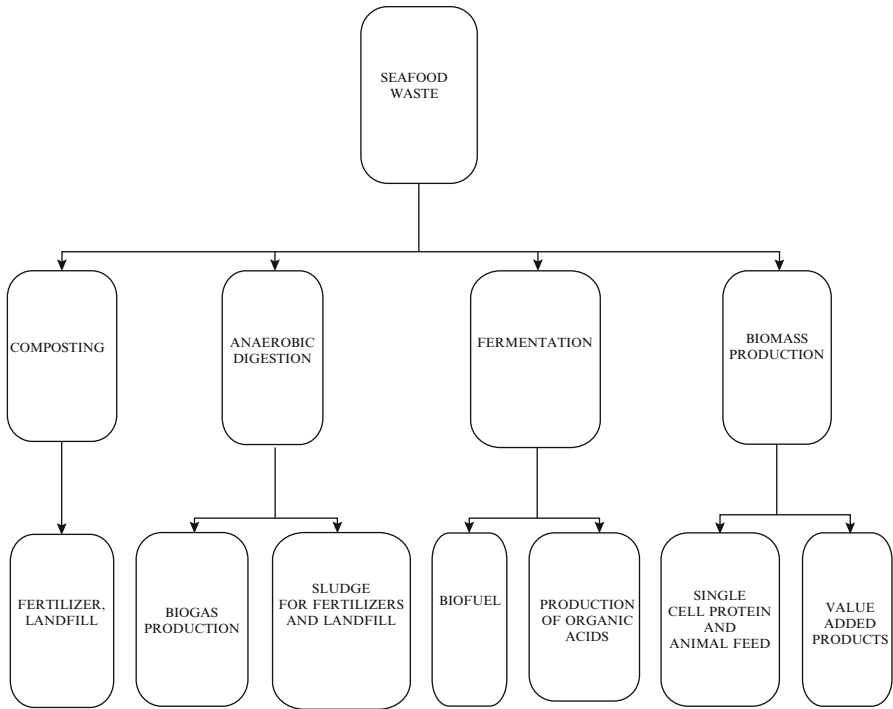 SEAFOOD
WASTE
COMPOSTING
ANAEROBIC
DIGESTION
FERMENTATION
BIOMASS
PRODUCTION
FERTILIZER,
LANDFILL
BIOGAS
PRODUCTION
SLUDGE
FOR FERTILIZERS
AND LANDFILL
BIOFUEL
PRODUCTION
OF ORGANIC
ACIDS
SINGLE
CELL PROTEIN
AND
ANIMAL FEED
VALUE
ADDED
PRODUCTS